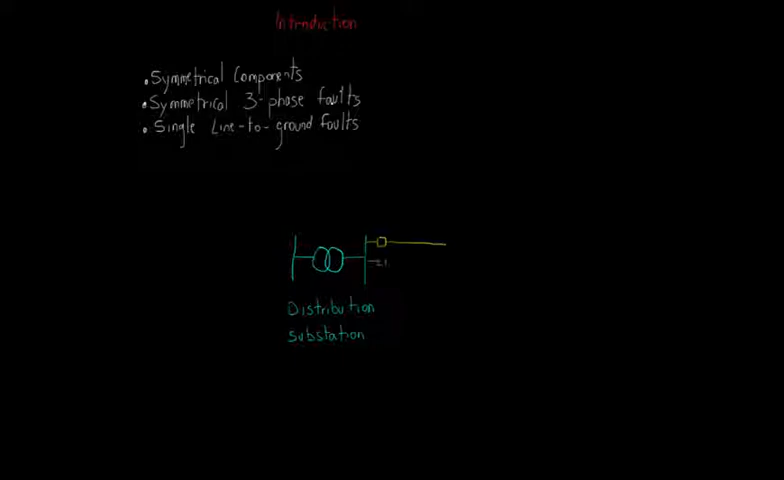 Introduction
• Symmetrical Components
• Symmetrical 3-phase faults
• Single Line-to-ground faults
Distribution
Substation